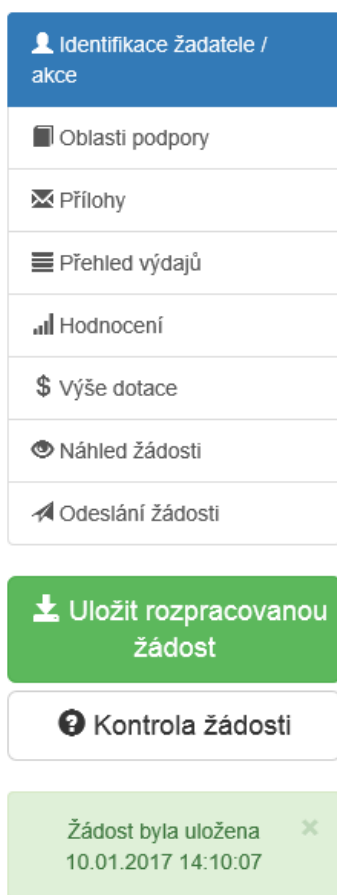 Identifikace žadatele /
akce
Oblasti podpory
Přílohy
Přehled výdajů
Hodnocení
$ Výše dotace
Náhled žádosti
Odeslání žádosti
Uložit rozpracovanou
žádost
Kontrola žádosti
Žádost byla uložena ×
10.01.2017 14:10:07